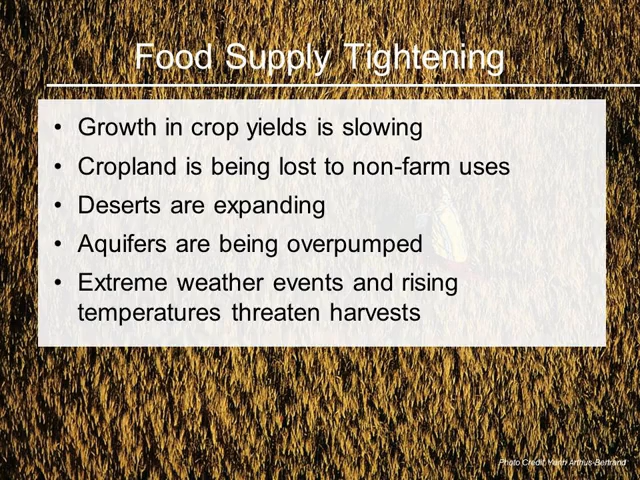 Food Supply Tightening
• Growth in crop yields is slowing
• Cropland is being lost to non-farm uses
• Deserts are expanding
• Aquifers are being overpumped
• Extreme weather events and rising
temperatures threaten harvests
Photo Credit: Yann Arthus-Bertrand